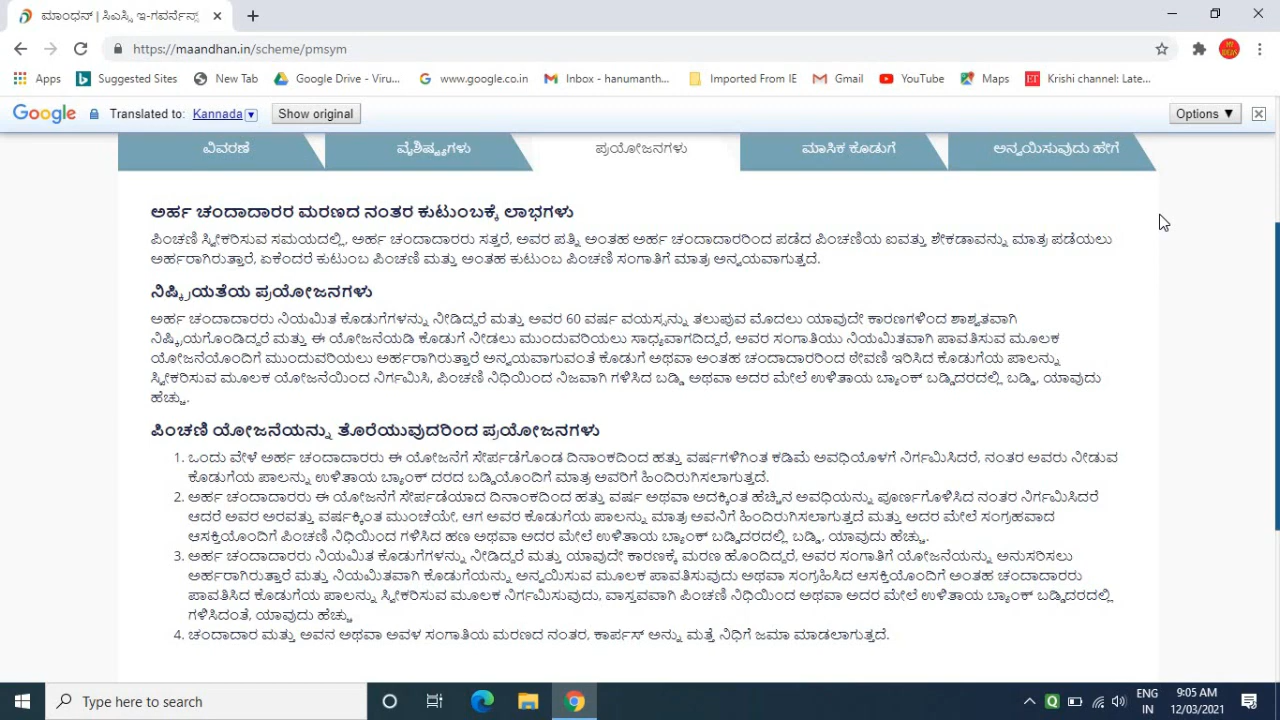 ಮಾಂಧನ್ | ಸಿಎಸ್ಸಿ ಇ-ಗವರ್ನೆನ್ಸ್
https://maandhan.in/scheme/pmsym
Apps Suggested Sites New Tab Google Drive - Viru... www.google.co.in Inbox - hanumanth... Imported From IE Gmail YouTube Maps Krishi channel: Late...
Google Translated to: Kannada Show original Options ▼
ವಿವರಣೆ ವೈಶಿಷ್ಟ್ಯಗಳು ಪ್ರಯೋಜನಗಳು ಮಾಸಿಕ ಕೊಡುಗೆ ಅನ್ವಯಿಸುವುದು ಹೇಗೆ
ಅರ್ಹ ಚಂದಾದಾರರ ಮರಣದ ನಂತರ ಕುಟುಂಬಕ್ಕೆ ಲಾಭಗಳು
ಪಿಂಚಣಿ ಸ್ವೀಕರಿಸುವ ಸಮಯದಲ್ಲಿ, ಅರ್ಹ ಚಂದಾದಾರರು ಸತ್ತರೆ, ಅವರ ಪತ್ನಿ ಅಂತಹ ಅರ್ಹ ಚಂದಾದಾರರಿಂದ ಪಡೆದ ಪಿಂಚಣಿಯ ಐವತ್ತು ಶೇಕಡಾವನ್ನು ಮಾತ್ರ ಪಡೆಯಲು
ಅರ್ಹರಾಗಿರುತ್ತಾರೆ, ಏಕೆಂದರೆ ಕುಟುಂಬ ಪಿಂಚಣಿ ಮತ್ತು ಅಂತಹ ಕುಟುಂಬ ಪಿಂಚಣಿ ಸಂಗಾತಿಗೆ ಮಾತ್ರ ಅನ್ವಯವಾಗುತ್ತದೆ.
ನಿಷ್ಕ್ರಿಯತೆಯ ಪ್ರಯೋಜನಗಳು
ಅರ್ಹ ಚಂದಾದಾರರು ನಿಯಮಿತ ಕೊಡುಗೆಗಳನ್ನು ನೀಡಿದ್ದರೆ ಮತ್ತು ಅವರ 60 ವರ್ಷ ವಯಸ್ಸನ್ನು ತಲುಪುವ ಮೊದಲು ಯಾವುದೇ ಕಾರಣಗಳಿಂದ ಶಾಶ್ವತವಾಗಿ
ನಿಷ್ಕ್ರಿಯಗೊಂಡಿದ್ದರೆ ಮತ್ತು ಈ ಯೋಜನೆಯಡಿ ಕೊಡುಗೆ ನೀಡಲು ಮುಂದುವರಿಯಲು ಸಾಧ್ಯವಾಗದಿದ್ದರೆ, ಅವರ ಸಂಗಾತಿಯು ನಿಯಮಿತವಾಗಿ ಪಾವತಿಸುವ ಮೂಲಕ
ಯೋಜನೆಯೊಂದಿಗೆ ಮುಂದುವರಿಯಲು ಅರ್ಹರಾಗಿರುತ್ತಾರೆ ಅನ್ವಯವಾಗುವಂತೆ ಕೊಡುಗೆ ಅಥವಾ ಅಂತಹ ಚಂದಾದಾರರಿಂದ ಠೇವಣಿ ಇರಿಸಿದ ಕೊಡುಗೆಯ ಪಾಲನ್ನು
ಸ್ವೀಕರಿಸುವ ಮೂಲಕ ಯೋಜನೆಯಿಂದ ನಿರ್ಗಮಿಸಿ, ಪಿಂಚಣಿ ನಿಧಿಯಿಂದ ನಿಜವಾಗಿ ಗಳಿಸಿದ ಬಡ್ಡಿ ಅಥವಾ ಅದರ ಮೇಲೆ ಉಳಿತಾಯ ಬ್ಯಾಂಕ್ ಬಡ್ಡಿದರದಲ್ಲಿ ಬಡ್ಡಿ, ಯಾವುದು
ಹೆಚ್ಚು.
ಪಿಂಚಣಿ ಯೋಜನೆಯನ್ನು ತೊರೆಯುವುದರಿಂದ ಪ್ರಯೋಜನಗಳು
1. ಒಂದು ವೇಳೆ ಅರ್ಹ ಚಂದಾದಾರರು ಈ ಯೋಜನೆಗೆ ಸೇರ್ಪಡೆಗೊಂಡ ದಿನಾಂಕದಿಂದ ಹತ್ತು ವರ್ಷಗಳಿಗಿಂತ ಕಡಿಮೆ ಅವಧಿಯೊಳಗೆ ನಿರ್ಗಮಿಸಿದರೆ, ನಂತರ ಅವರು ನೀಡುವ
ಕೊಡುಗೆಯ ಪಾಲನ್ನು ಉಳಿತಾಯ ಬ್ಯಾಂಕ್ ದರದ ಬಡ್ಡಿಯೊಂದಿಗೆ ಮಾತ್ರ ಅವರಿಗೆ ಹಿಂದಿರುಗಿಸಲಾಗುತ್ತದೆ.
2. ಅರ್ಹ ಚಂದಾದಾರರು ಈ ಯೋಜನೆಗೆ ಸೇರ್ಪಡೆಯಾದ ದಿನಾಂಕದಿಂದ ಹತ್ತು ವರ್ಷ ಅಥವಾ ಅದಕ್ಕಿಂತ ಹೆಚ್ಚಿನ ಅವಧಿಯನ್ನು ಪೂರ್ಣಗೊಳಿಸಿದ ನಂತರ ನಿರ್ಗಮಿಸಿದರೆ
ಆದರೆ ಅವರ ಅರವತ್ತು ವರ್ಷಕ್ಕಿಂತ ಮುಂಚೆಯೇ, ಆಗ ಅವರ ಕೊಡುಗೆಯ ಪಾಲನ್ನು ಮಾತ್ರ ಅವನಿಗೆ ಹಿಂದಿರುಗಿಸಲಾಗುತ್ತದೆ ಮತ್ತು ಅದರ ಮೇಲೆ ಸಂಗ್ರಹವಾದ
ಆಸಕ್ತಿಯೊಂದಿಗೆ ಪಿಂಚಣಿ ನಿಧಿಯಿಂದ ಗಳಿಸಿದ ಹಣ ಅಥವಾ ಅದರ ಮೇಲೆ ಉಳಿತಾಯ ಬ್ಯಾಂಕ್ ಬಡ್ಡಿದರದಲ್ಲಿ ಬಡ್ಡಿ, ಯಾವುದು ಹೆಚ್ಚು.
3. ಅರ್ಹ ಚಂದಾದಾರರು ನಿಯಮಿತ ಕೊಡುಗೆಗಳನ್ನು ನೀಡಿದ್ದರೆ ಮತ್ತು ಯಾವುದೇ ಕಾರಣಕ್ಕೆ ಮರಣ ಹೊಂದಿದ್ದರೆ, ಅವರ ಸಂಗಾತಿಗೆ ಯೋಜನೆಯನ್ನು ಅನುಸರಿಸಲು
ಅರ್ಹರಾಗಿರುತ್ತಾರೆ ಮತ್ತು ನಿಯಮಿತವಾಗಿ ಕೊಡುಗೆಯನ್ನು ಅನ್ವಯಿಸುವ ಮೂಲಕ ಪಾವತಿಸುವುದು ಅಥವಾ ಸಂಗ್ರಹಿಸಿದ ಆಸಕ್ತಿಯೊಂದಿಗೆ ಅಂತಹ ಚಂದಾದಾರರು
ಪಾವತಿಸಿದ ಕೊಡುಗೆಯ ಪಾಲನ್ನು ಸ್ವೀಕರಿಸುವ ಮೂಲಕ ನಿರ್ಗಮಿಸುವುದು, ವಾಸ್ತವವಾಗಿ ಪಿಂಚಣಿ ನಿಧಿಯಿಂದ ಅಥವಾ ಅದರ ಮೇಲೆ ಉಳಿತಾಯ ಬ್ಯಾಂಕ್ ಬಡ್ಡಿದರದಲ್ಲಿ
ಗಳಿಸಿದಂತೆ, ಯಾವುದು ಹೆಚ್ಚು
4. ಚಂದಾದಾರ ಮತ್ತು ಅವನ ಅಥವಾ ಅವಳ ಸಂಗಾತಿಯ ಮರಣದ ನಂತರ, ಕಾರ್ಪಸ್ ಅನ್ನು ಮತ್ತೆ ನಿಧಿಗೆ ಜಮಾ ಮಾಡಲಾಗುತ್ತದೆ.
Type here to search
ENG 9:05 AM
IN 12/03/2021